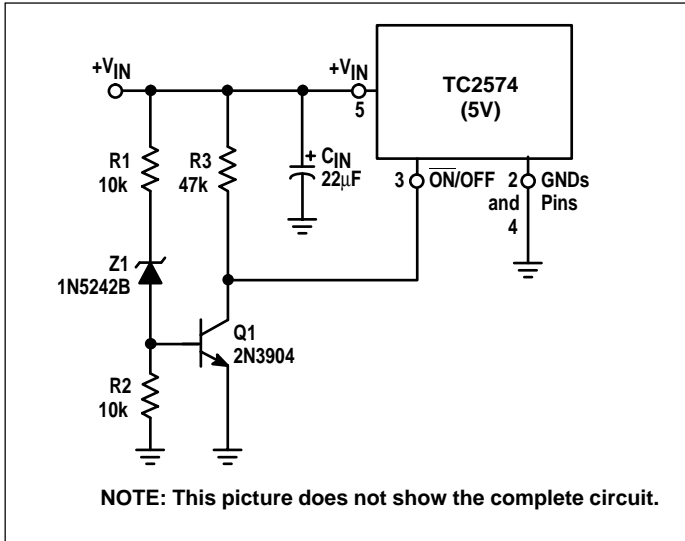 +VIN
+VIN
5
TC2574
(5V)
R1
10k
R3
47k
+ CIN
22µF
3 ON/OFF
2 GNDs
and Pins
4
Z1
1N5242B
Q1
2N3904
R2
10k
NOTE: This picture does not show the complete circuit.